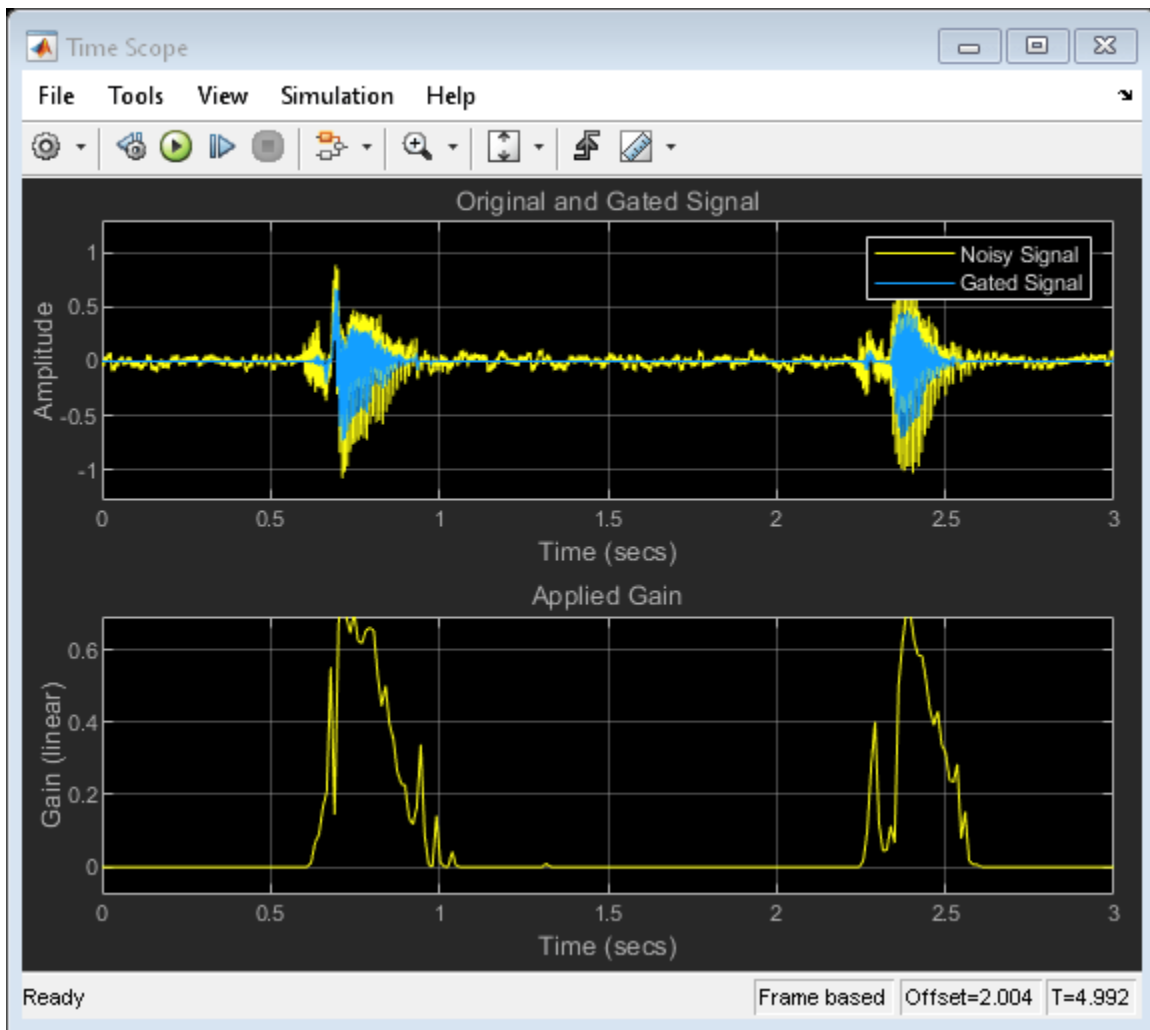 Time Scope
File Tools View Simulation Help
Original and Gated Signal
Noisy Signal
Gated Signal
Amplitude
1
0.5
0
-0.5
-1
0 0.5 1 1.5 2 2.5 3
Time (secs)
Applied Gain
Gain (linear)
0.6
0.4
0.2
0
0 0.5 1 1.5 2 2.5 3
Time (secs)
Ready Frame based Offset=2.004 T=4.992